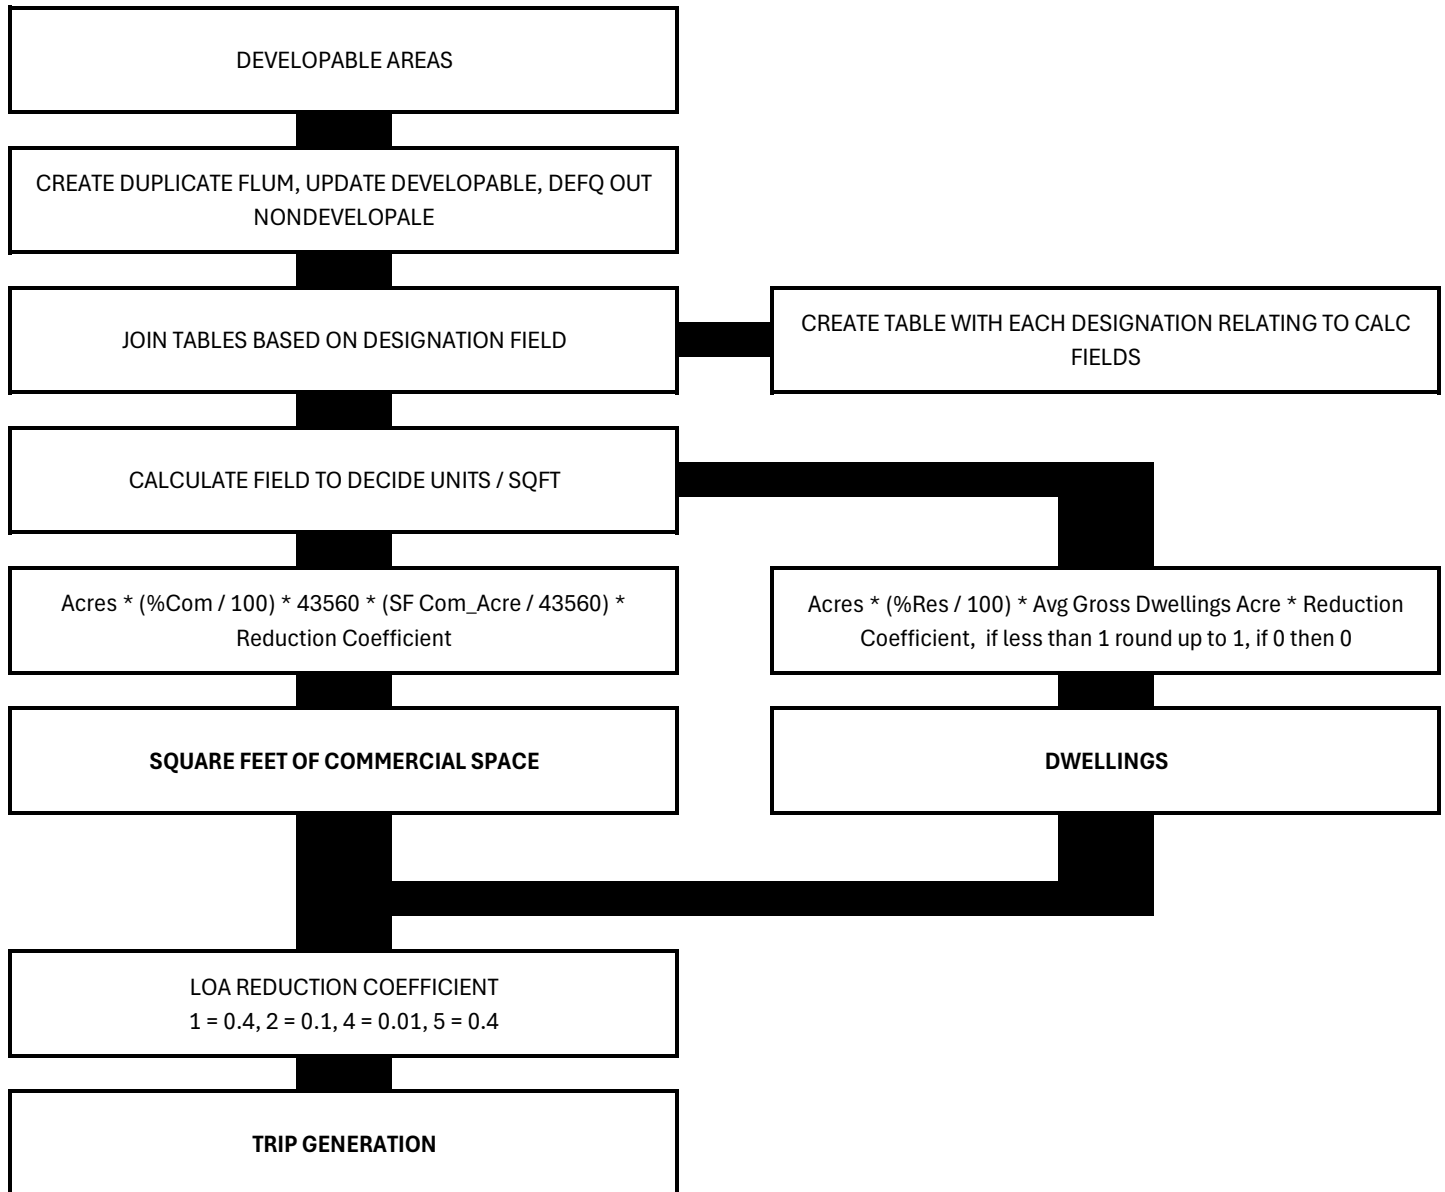 DEVELOPABLE AREAS
CREATE DUPLICATE FLUM, UPDATE DEVELOPABLE, DEFQ OUT
NONDEVELOPALE
JOIN TABLES BASED ON DESIGNATION FIELD
CREATE TABLE WITH EACH DESIGNATION RELATING TO CALC
FIELDS
CALCULATE FIELD TO DECIDE UNITS / SQFT
Acres * (%Com / 100) * 43560 * (SF Com_Acre / 43560) *
Reduction Coefficient
Acres * (%Res / 100) * Avg Gross Dwellings Acre * Reduction
Coefficient,  if less than 1 round up to 1, if 0 then 0
SQUARE FEET OF COMMERCIAL SPACE
DWELLINGS
LOA REDUCTION COEFFICIENT
1 = 0.4, 2 = 0.1, 4 = 0.01, 5 = 0.4
TRIP GENERATION